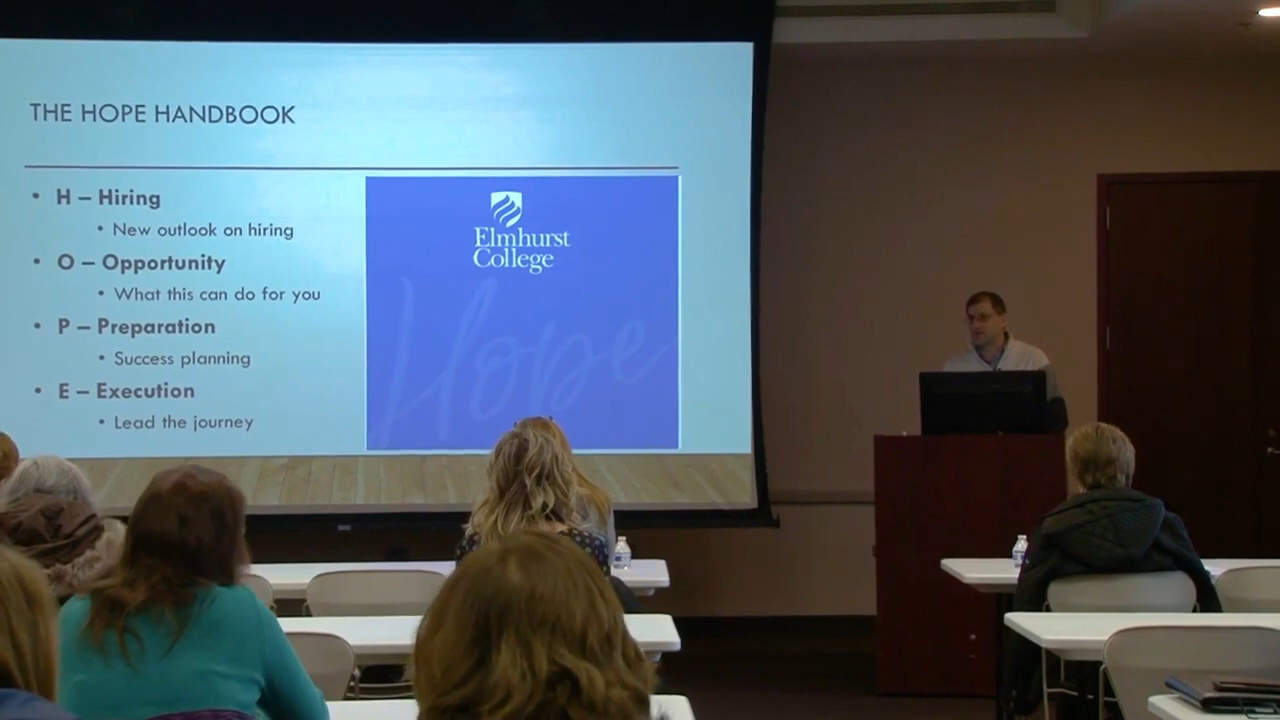 THE HOPE HANDBOOK
• H – Hiring
• New outlook on hiring
• O – Opportunity
• What this can do for you
• P – Preparation
• Success planning
• E – Execution
• Lead the journey
Elmhurst
College
Hope